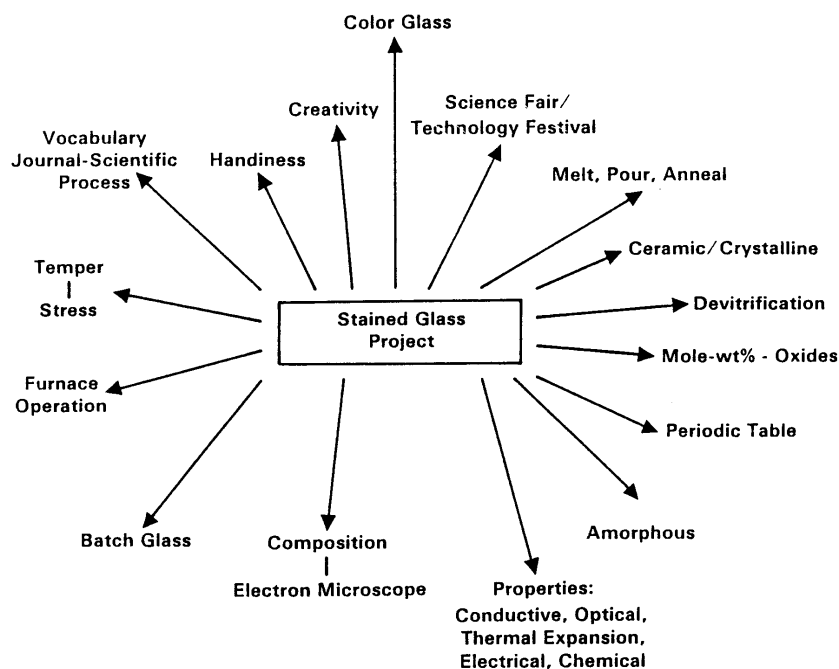 Color Glass
Creativity
Science Fair/
Technology Festival
Vocabulary
Journal-Scientific
Process
Handiness
Melt, Pour, Anneal
Ceramic/Crystalline
Temper
Stress
Devitrification
Stained Glass
Project
Mole-wt% - Oxides
Furnace
Operation
Periodic Table
Batch Glass
Composition
Electron Microscope
Amorphous
Properties:
Conductive, Optical,
Thermal Expansion,
Electrical, Chemical